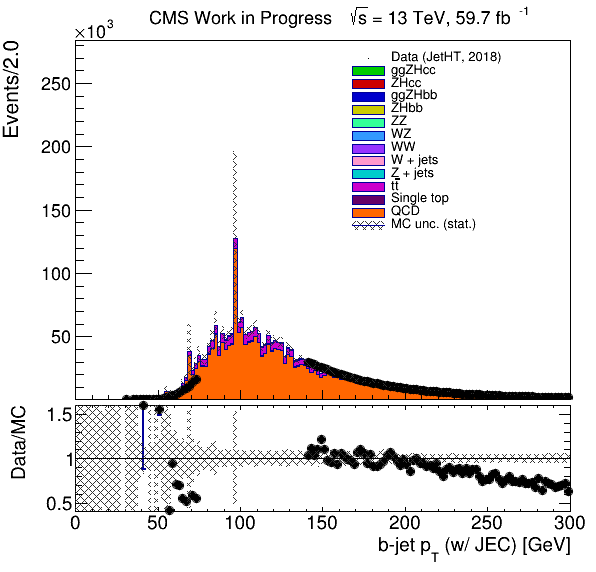 CMS Work in Progress √s = 13 TeV, 59.7 fb⁻¹
×10³
Events/2.0
250
200
150
100
50
Data (JetHT, 2018)
ggZHcc
ZHcc
ggZHbb
ZHbb
ZZ
WZ
WW
W + jets
Z + jets
tt̄
Single top
QCD
MC unc. (stat.)
Data/MC
1.5
1
0.5
0 50 100 150 200 250 300
b-jet p_T (w/ JEC) [GeV]